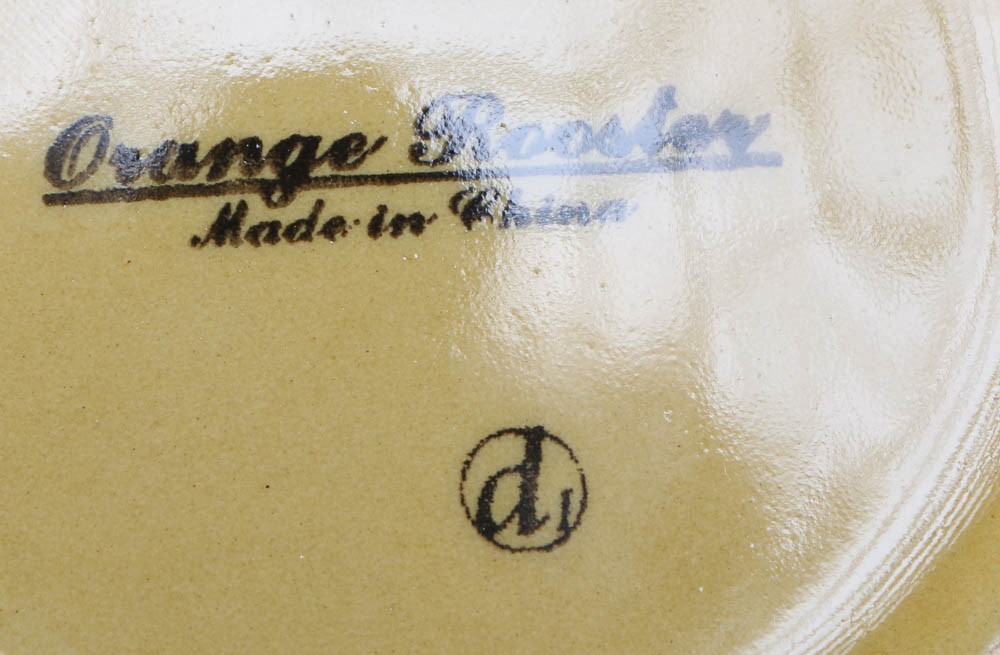 Orange Rooster
Made in China
d